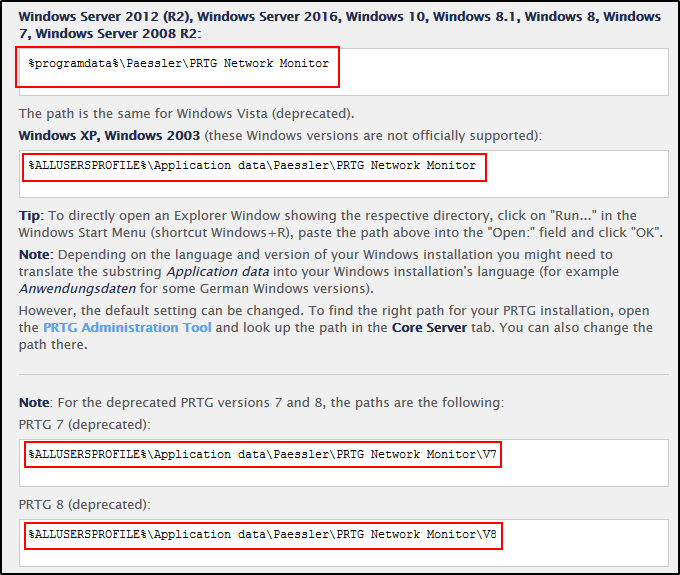 Windows Server 2012 (R2), Windows Server 2016, Windows 10, Windows 8.1, Windows 8, Windows
7, Windows Server 2008 R2:
%programdata%\Paessler\PRTG Network Monitor
The path is the same for Windows Vista (deprecated).
Windows XP, Windows 2003 (these Windows versions are not officially supported):
%ALLUSERSPROFILE%\Application data\Paessler\PRTG Network Monitor
Tip: To directly open an Explorer Window showing the respective directory, click on "Run..." in the
Windows Start Menu (shortcut Windows+R), paste the path above into the "Open:" field and click "OK".
Note: Depending on the language and version of your Windows installation you might need to
translate the substring Application data into your Windows installation's language (for example
Anwendungsdaten for some German Windows versions).
However, the default setting can be changed. To find the right path for your PRTG installation, open
the PRTG Administration Tool and look up the path in the Core Server tab. You can also change the
path there.
Note: For the deprecated PRTG versions 7 and 8, the paths are the following:
PRTG 7 (deprecated):
%ALLUSERSPROFILE%\Application data\Paessler\PRTG Network Monitor\V7
PRTG 8 (deprecated):
%ALLUSERSPROFILE%\Application data\Paessler\PRTG Network Monitor\V8